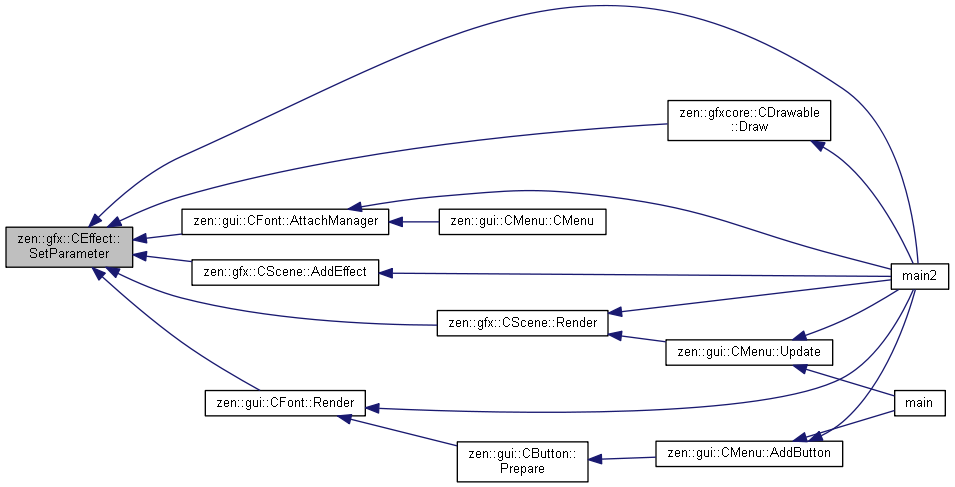 zen::gfxcore::CDrawable
::Draw
zen::gui::CFont::AttachManager
zen::gui::CMenu::CMenu
zen::gfx::CEffect::
SetParameter
zen::gfx::CScene::AddEffect
main2
zen::gfx::CScene::Render
zen::gui::CMenu::Update
zen::gui::CFont::Render
main
zen::gui::CButton::
Prepare
zen::gui::CMenu::AddButton